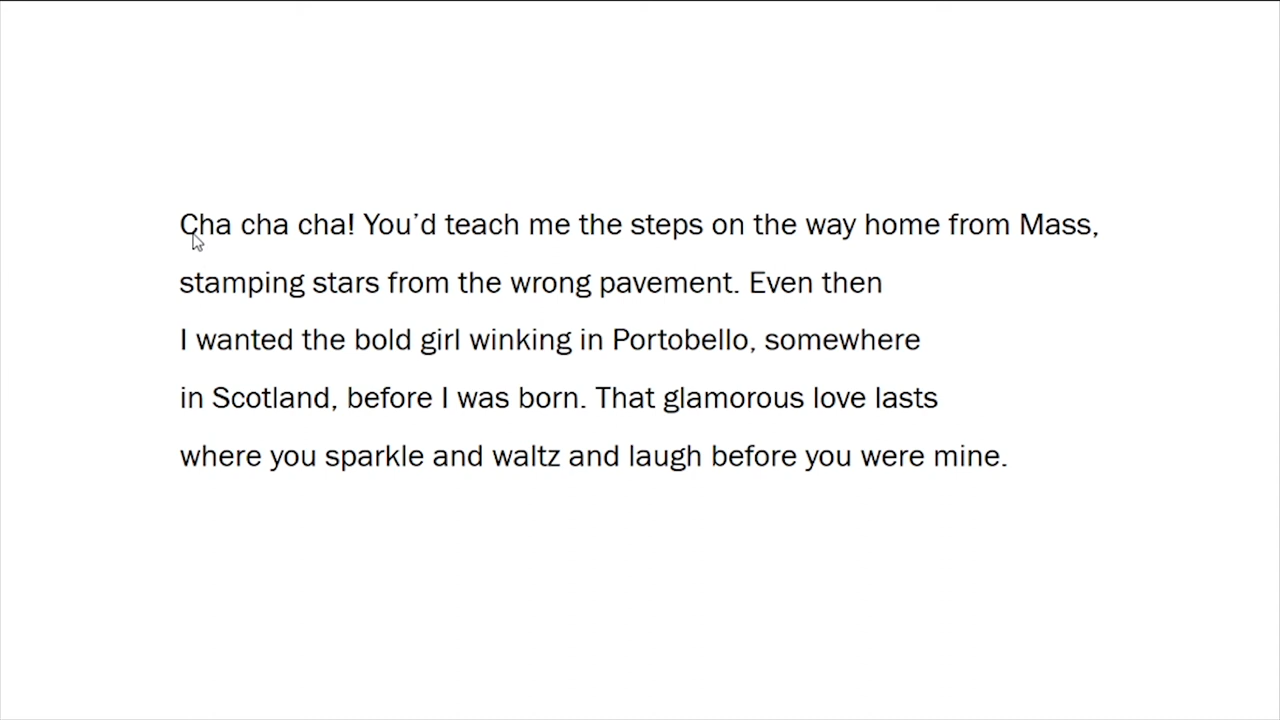 Cha cha cha! You’d teach me the steps on the way home from Mass,
stamping stars from the wrong pavement. Even then
I wanted the bold girl winking in Portobello, somewhere
in Scotland, before I was born. That glamorous love lasts
where you sparkle and waltz and laugh before you were mine.